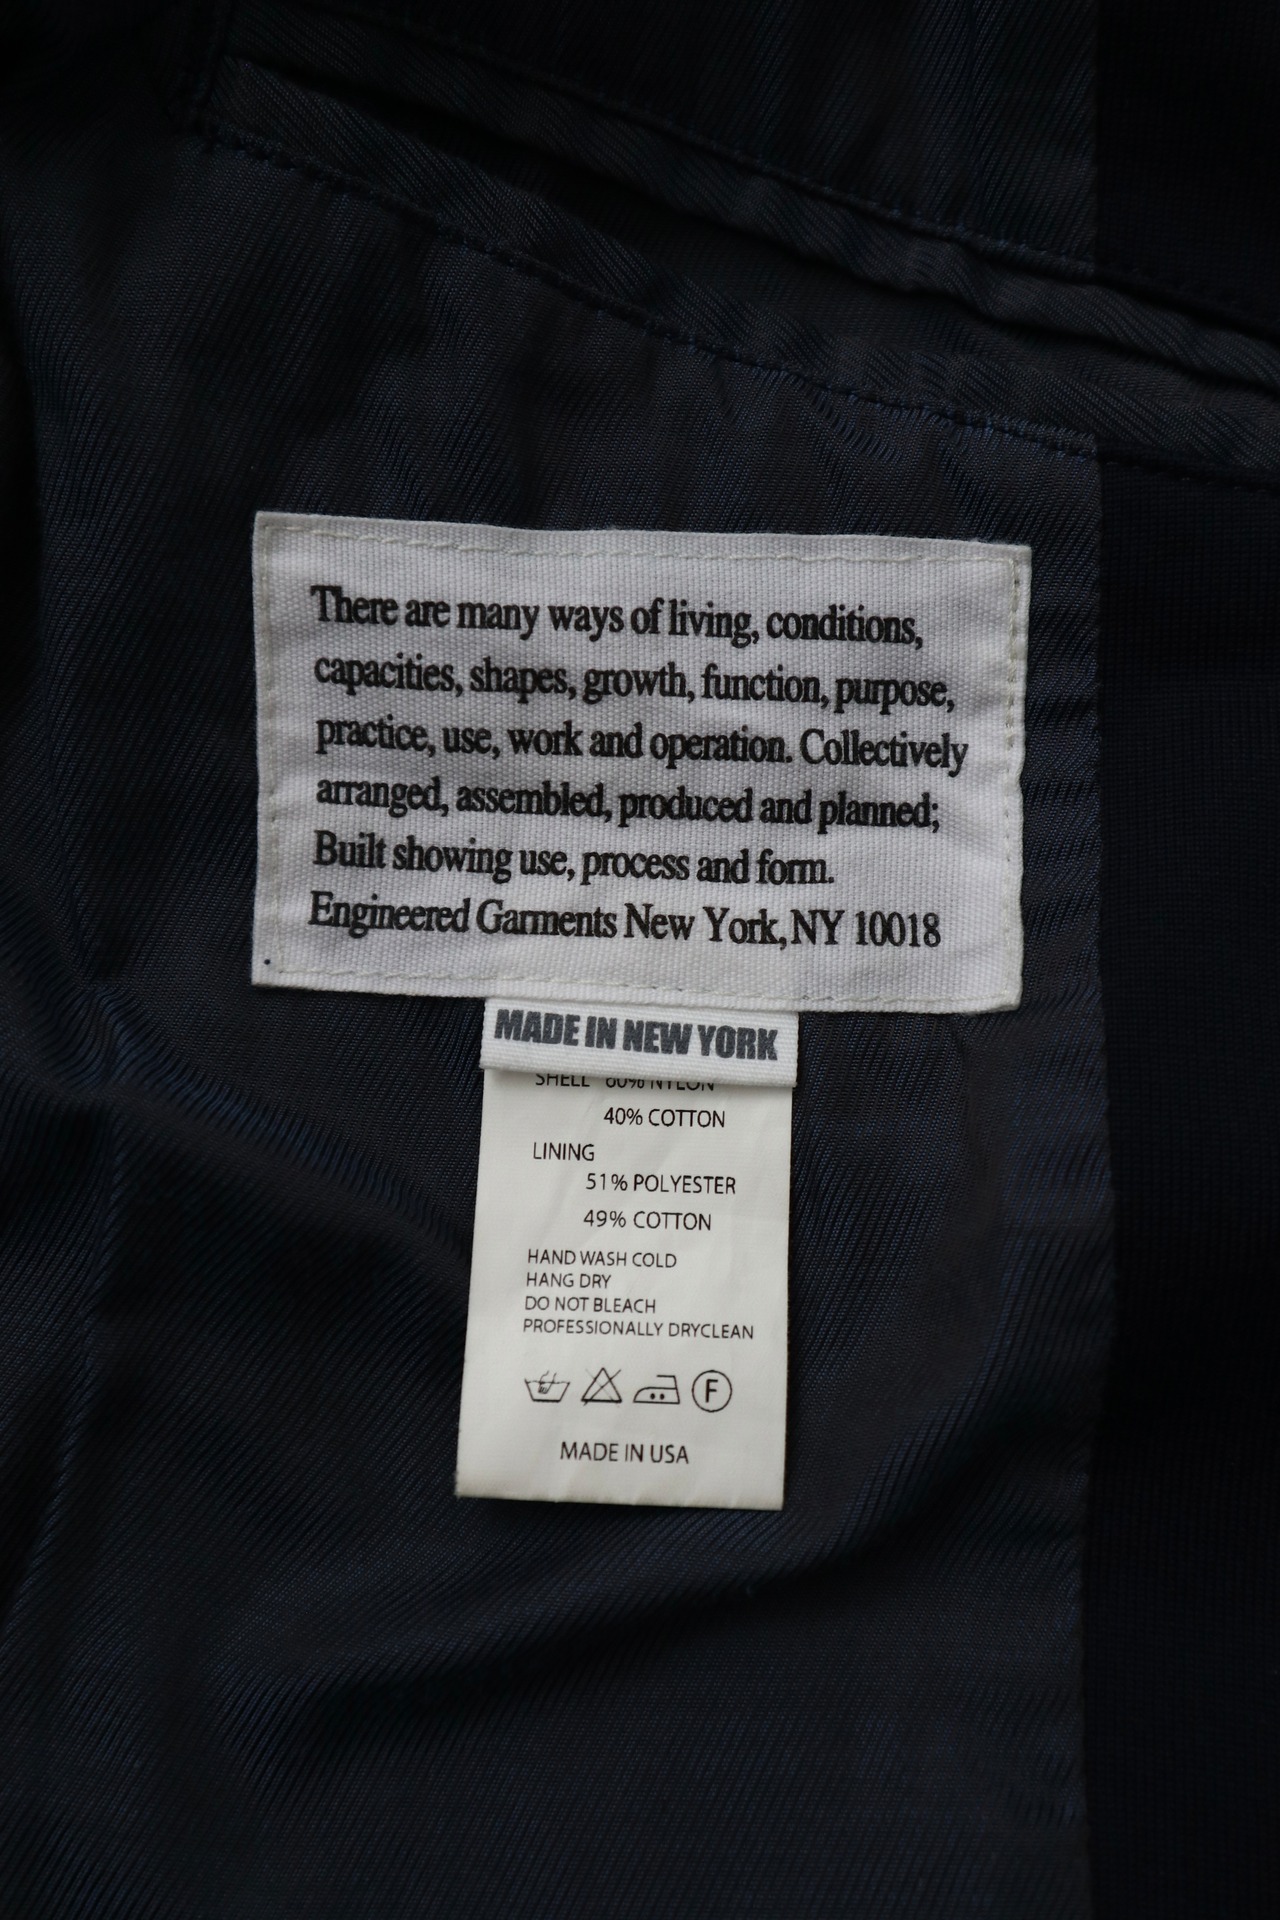 There are many ways of living, conditions,
capacities, shapes, growth, function, purpose,
practice, use, work and operation. Collectively
arranged, assembled, produced and planned;
Built showing use, process and form.
Engineered Garments New York, NY 10018
MADE IN NEW YORK
SHELL 60% NYLON
40% COTTON
LINING
51% POLYESTER
49% COTTON
HAND WASH COLD
HANG DRY
DO NOT BLEACH
PROFESSIONALLY DRYCLEAN
F
MADE IN USA